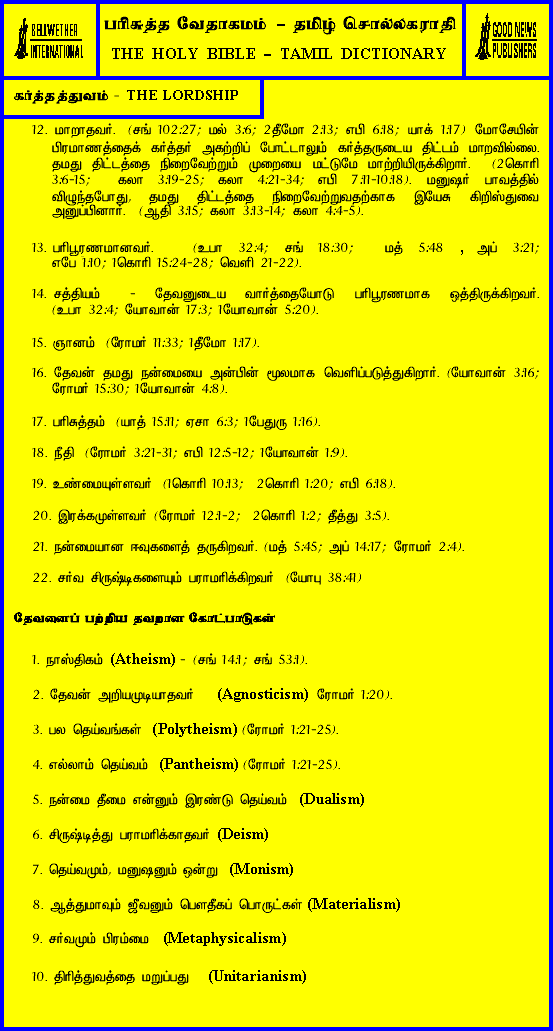 BELLWETHER
INTERNATIONAL
பரிசுத்த வேதாகமம் – தமிழ் சொல்லகராதி
THE HOLY BIBLE – TAMIL DICTIONARY
GOOD NEWS
PUBLISHERS
கர்த்தத்துவம் - THE LORDSHIP
12. மாறாதவர். (சங் 102:27; மல் 3:6; 2தீமோ 2:13; எபி 6:18; யாக் 1:17) மோசேயின்
பிரமாணத்தைக் கர்த்தர் அகற்றிப் போட்டாலும் கர்த்தருடைய திட்டம் மாறவில்லை.
தமது திட்டத்தை நிறைவேற்றும் முறையை மட்டுமே மாற்றியிருக்கிறார். (2கொரி
3:6-15; கலா 3:19-25; கலா 4:21-34; எபி 7:11-10:18). மனுஷர் பாவத்தில்
விழுந்தபோது, தமது திட்டத்தை நிறைவேற்றுவதற்காக இயேசு கிறிஸ்துவை
அனுப்பினார். (ஆதி 3:15; கலா 3:13-14; கலா 4:4-5).
13. பரிபூரணமானவர். (உபா 32:4; சங் 18:30; மத் 5:48 , அப் 3:21;
எபே 1:10; 1கொரி 15:24-28; வெளி 21-22).
14. சத்தியம் - தேவனுடைய வார்த்தையோடு பரிபூரணமாக ஒத்திருக்கிறவர்.
(உபா 32:4; யோவான் 17:3; 1யோவான் 5:20).
15. ஞானம் (ரோமர் 11:33; 1தீமோ 1:17).
16. தேவன் தமது நன்மையை அன்பின் மூலமாக வெளிப்படுத்துகிறார். (யோவான் 3:16;
ரோமர் 15:30; 1யோவான் 4:8).
17. பரிசுத்தம் (யாத் 15:11; ஏசா 6:3; 1பேதுரு 1:16).
18. நீதி (ரோமர் 3:21-31; எபி 12:5-12; 1யோவான் 1:9).
19. உண்மையுள்ளவர் (1கொரி 10:13; 2கொரி 1:20; எபி 6:18).
20. இரக்கமுள்ளவர் (ரோமர் 12:1-2; 2கொரி 1:2; தீத்து 3:5).
21. நன்மையான ஈவுகளைத் தருகிறவர். (மத் 5:45; அப் 14:17; ரோமர் 2:4).
22. சர்வ சிருஷ்டிகளையும் பராமரிக்கிறவர் (யோபு 38:41)
தேவனைப் பற்றிய தவறான கோட்பாடுகள்
1. நாஸ்திகம் (Atheism) - (சங் 14:1; சங் 53:1).
2. தேவன் அறியமுடியாதவர் (Agnosticism) ரோமர் 1:20).
3. பல தெய்வங்கள் (Polytheism) (ரோமர் 1:21-25).
4. எல்லாம் தெய்வம் (Pantheism) (ரோமர் 1:21-25).
5. நன்மை தீமை என்னும் இரண்டு தெய்வம் (Dualism)
6. சிருஷ்டித்து பராமரிக்காதவர் (Deism)
7. தெய்வமும், மனுஷனும் ஒன்று (Monism)
8. ஆத்துமாவும் ஜீவனும் பௌதீகப் பொருட்கள் (Materialism)
9. சர்வமும் பிரம்மை (Metaphysicalism)
10. திரித்துவத்தை மறுப்பது (Unitarianism)